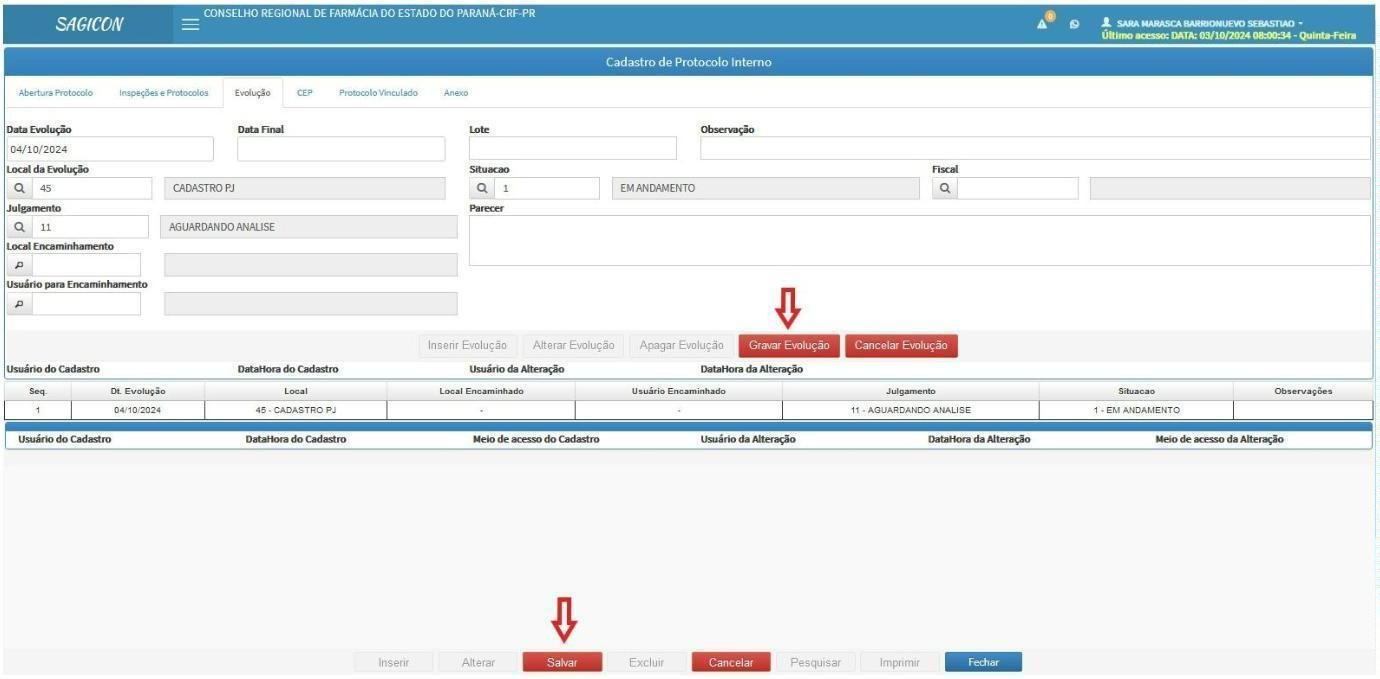 SAGICON
CONSELHO REGIONAL DE FARMÁCIA DO ESTADO DO PARANÁ-CRF-PR
0
SARA MARASCA BARRIONUEVO SEBASTIAO
Último acesso: DATA: 03/10/2024 08:00:34 - Quinta-Feira
Cadastro de Protocolo Interno
Abertura Protocolo Inspeções e Protocolos Evolução CEP Protocolo Vinculado Anexo
Data Evolução Data Final Lote Observação
04/10/2024
Local da Evolução Situacao Fiscal
45 CADASTRO PJ 1 EM ANDAMENTO
Julgamento Parecer
11 AGUARDANDO ANALISE
Local Encaminhamento
Usuário para Encaminhamento
Inserir Evolução Alterar Evolução Apagar Evolução Gravar Evolução Cancelar Evolução
Usuário do Cadastro DataHora do Cadastro Usuário da Alteração DataHora da Alteração
Seq. Dt. Evolução Local Local Encaminhado Usuário Encaminhado Julgamento Situacao Observações
1 04/10/2024 45 - CADASTRO PJ - - 11 - AGUARDANDO ANALISE 1 - EM ANDAMENTO
Usuário do Cadastro DataHora do Cadastro Meio de acesso do Cadastro Usuário da Alteração DataHora da Alteração Meio de acesso da Alteração
Inserir Alterar Salvar Excluir Cancelar Pesquisar Imprimir Fechar